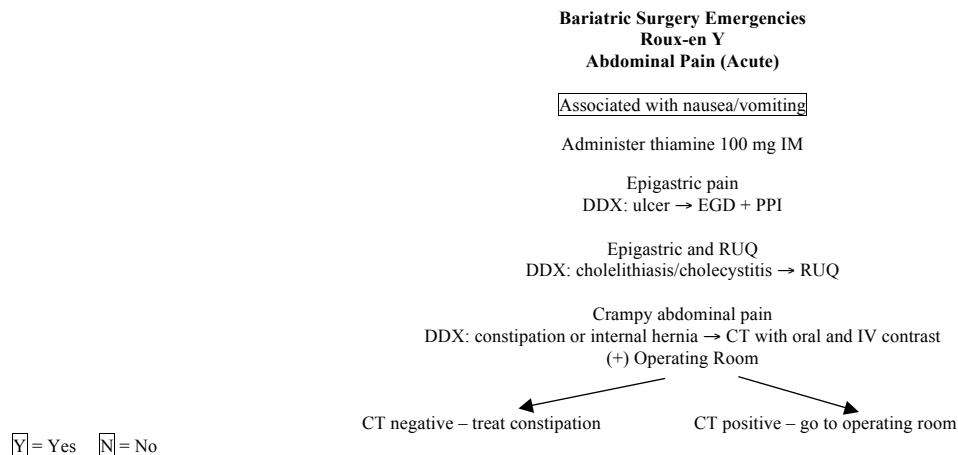 Bariatric Surgery Emergencies
Roux-en Y
Abdominal Pain (Acute)
Associated with nausea/vomiting
Administer thiamine 100 mg IM
Epigastric pain
DDX: ulcer → EGD + PPI
Epigastric and RUQ
DDX: cholelithiasis/cholecystitis → RUQ
Crampy abdominal pain
DDX: constipation or internal hernia → CT with oral and IV contrast
(+) Operating Room
CT negative – treat constipation
CT positive – go to operating room
Y = Yes N = No